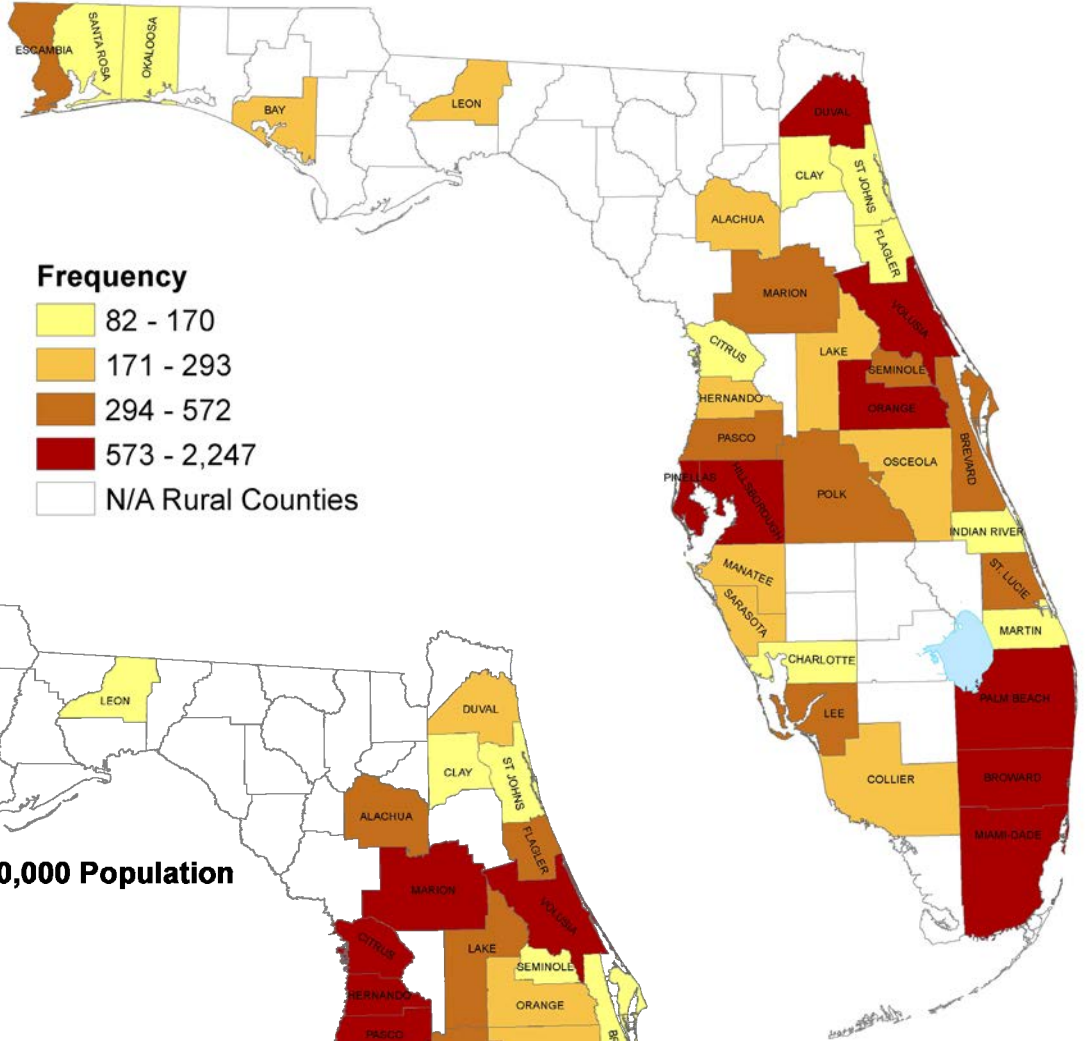 ESCAMBIA
SANTA ROSA
OKALOOSA
BAY
LEON
DUVAL
CLAY
ST JOHNS
ALACHUA
FLAGLER
MARION
VOLUSIA
CITRUS
LAKE
SEMINOLE
HERNANDO
ORANGE
PASCO
BREVARD
OSCEOLA
PINELLAS
HILLSBOROUGH
POLK
INDIAN RIVER
MANATEE
ST. LUCIE
SARASOTA
MARTIN
CHARLOTTE
PALM BEACH
LEE
COLLIER
BROWARD
MIAMI-DADE
Frequency
82 - 170
171 - 293
294 - 572
573 - 2,247
N/A Rural Counties
LEON
DUVAL
CLAY
ST JOHNS
ALACHUA
FLAGLER
0,000 Population
MARION
VOLUSIA
CITRUS
LAKE
SEMINOLE
HERNANDO
ORANGE
PASCO